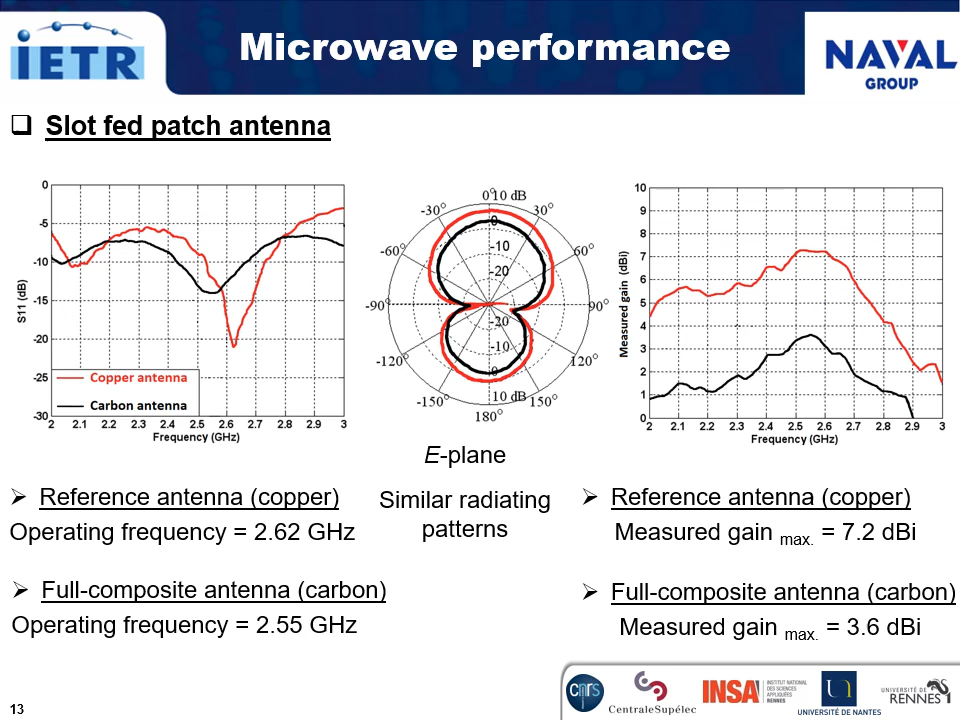 IETR
Microwave performance
NAVAL
GROUP
❑ Slot fed patch antenna
0
-5
-10
-15
-20
-25
-30
S11 (dB)
Copper antenna
Carbon antenna
2 2.1 2.2 2.3 2.4 2.5 2.6 2.7 2.8 2.9 3
Frequency (GHz)
0° 10 dB
-30° 30°
0
-60° 60°
-10
-20
-90° 90°
-20
-10
-120° 120°
0
10 dB
-150° 150°
180°
E-plane
Similar radiating
patterns
10
9
8
7
6
5
4
3
2
1
0
Measured gain (dBi)
2 2.1 2.2 2.3 2.4 2.5 2.6 2.7 2.8 2.9 3
Frequency (GHz)
➢ Reference antenna (copper)
Operating frequency = 2.62 GHz
➢ Full-composite antenna (carbon)
Operating frequency = 2.55 GHz
➢ Reference antenna (copper)
Measured gain max. = 7.2 dBi
➢ Full-composite antenna (carbon)
Measured gain max. = 3.6 dBi
13
cnrs
CentraleSupélec
INSA
INSTITUT NATIONAL
DES SCIENCES
APPLIQUÉES
RENNES
UNIVERSITÉ DE NANTES
UNIVERSITÉ DE
RENNES 1